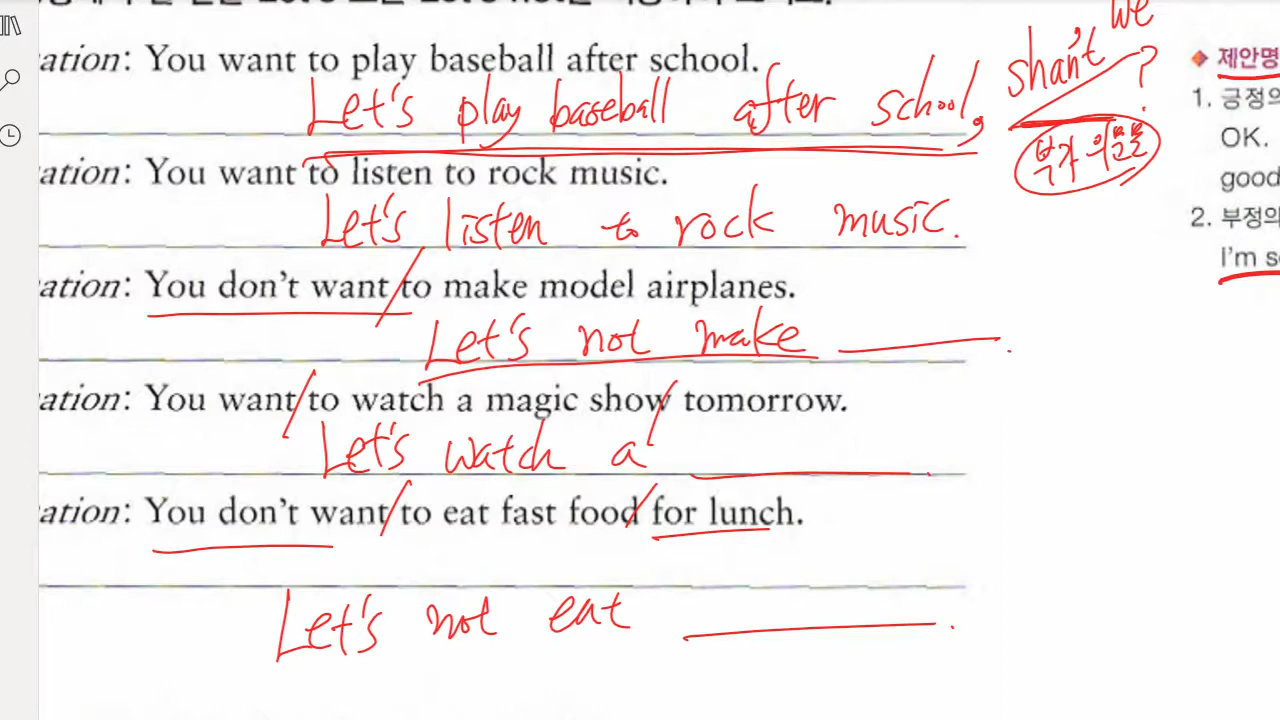 ation: You want to play baseball after school.
Let's play baseball after school, shan't we ?
부가 의문문
ation: You want to listen to rock music.
Let's listen to rock music.
ation: You don't want to make model airplanes.
Let's not make
ation: You want to watch a magic show tomorrow.
Let's watch a
ation: You don't want to eat fast food for lunch.
Let's not eat
제안명
1. 긍정의
OK.
good
2. 부정의
I'm so